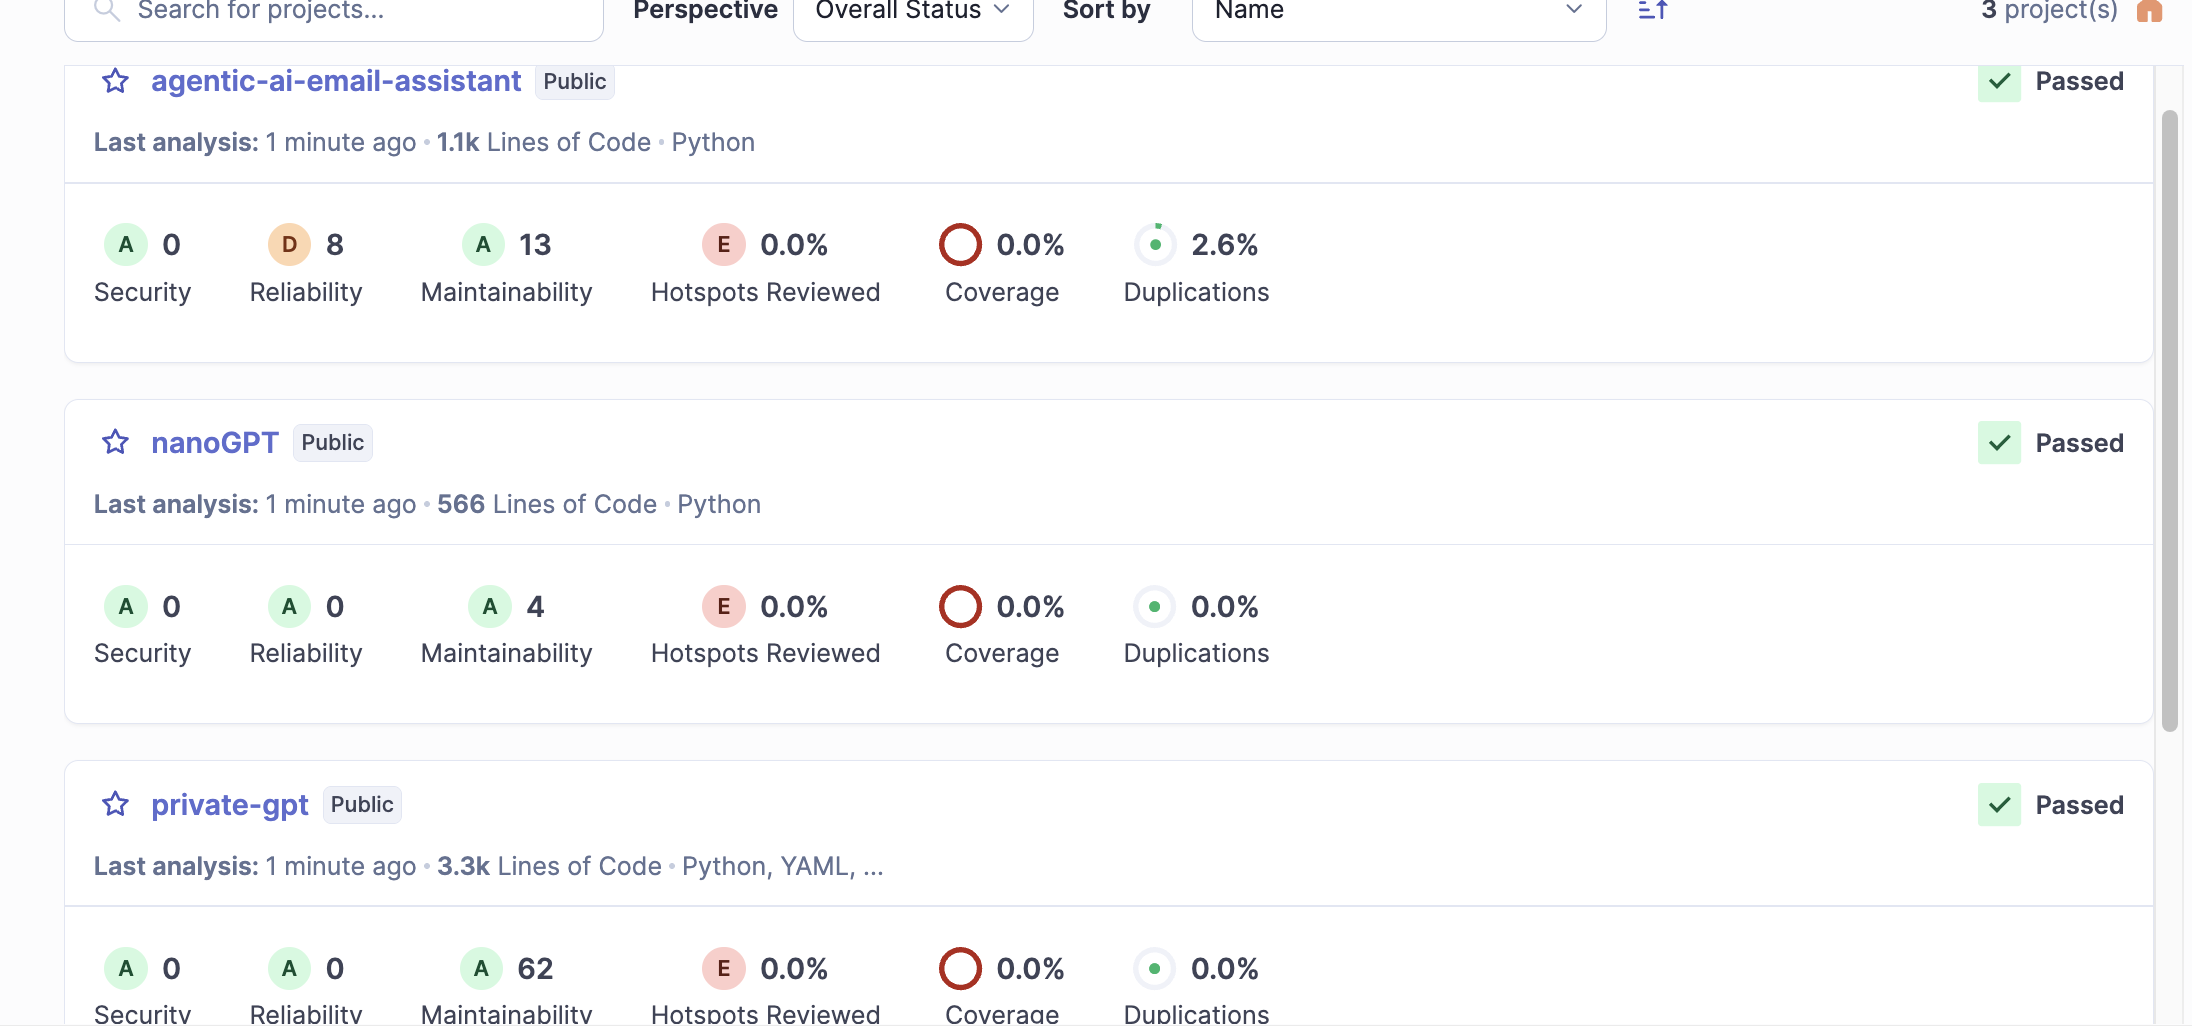 Search for projects... Perspective Overall Status Sort by Name 3 project(s)
agentic-ai-email-assistant Public Passed
Last analysis: 1 minute ago • 1.1k Lines of Code • Python
A 0 D 8 A 13 E 0.0% 0.0% 2.6%
Security Reliability Maintainability Hotspots Reviewed Coverage Duplications
nanoGPT Public Passed
Last analysis: 1 minute ago • 566 Lines of Code • Python
A 0 A 0 A 4 E 0.0% 0.0% 0.0%
Security Reliability Maintainability Hotspots Reviewed Coverage Duplications
private-gpt Public Passed
Last analysis: 1 minute ago • 3.3k Lines of Code • Python, YAML, ...
A 0 A 0 A 62 E 0.0% 0.0% 0.0%
Security Reliability Maintainability Hotspots Reviewed Coverage Duplications